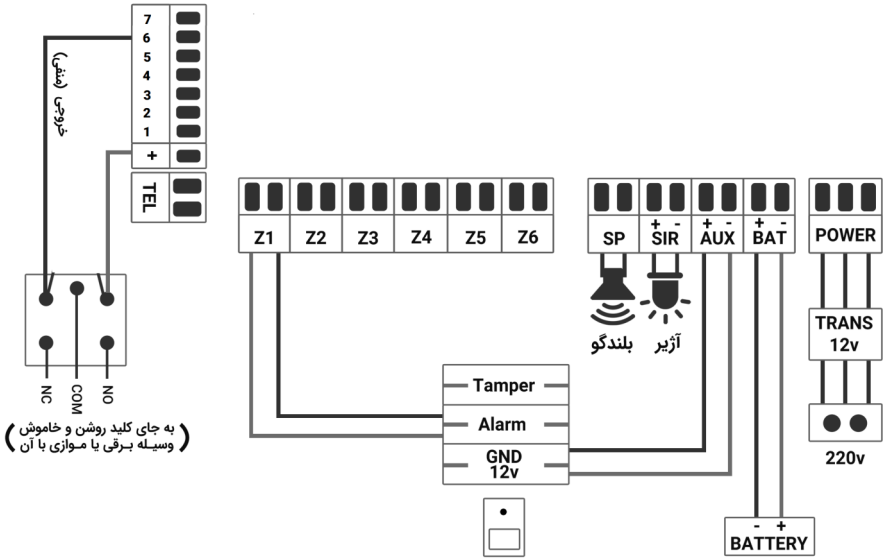 7
6
5
4
3
2
1
+
TEL
خروجی (منفی)
NC
COM
NO
(به جای کلید روشن و خاموش
وسیله برقی یا موازی با آن)
Z1 Z2 Z3 Z4 Z5 Z6
+ - + - + -
SP SIR AUX BAT
POWER
بلندگو آژیر
TRANS
12v
220v
Tamper
Alarm
GND
12v
- +
BATTERY